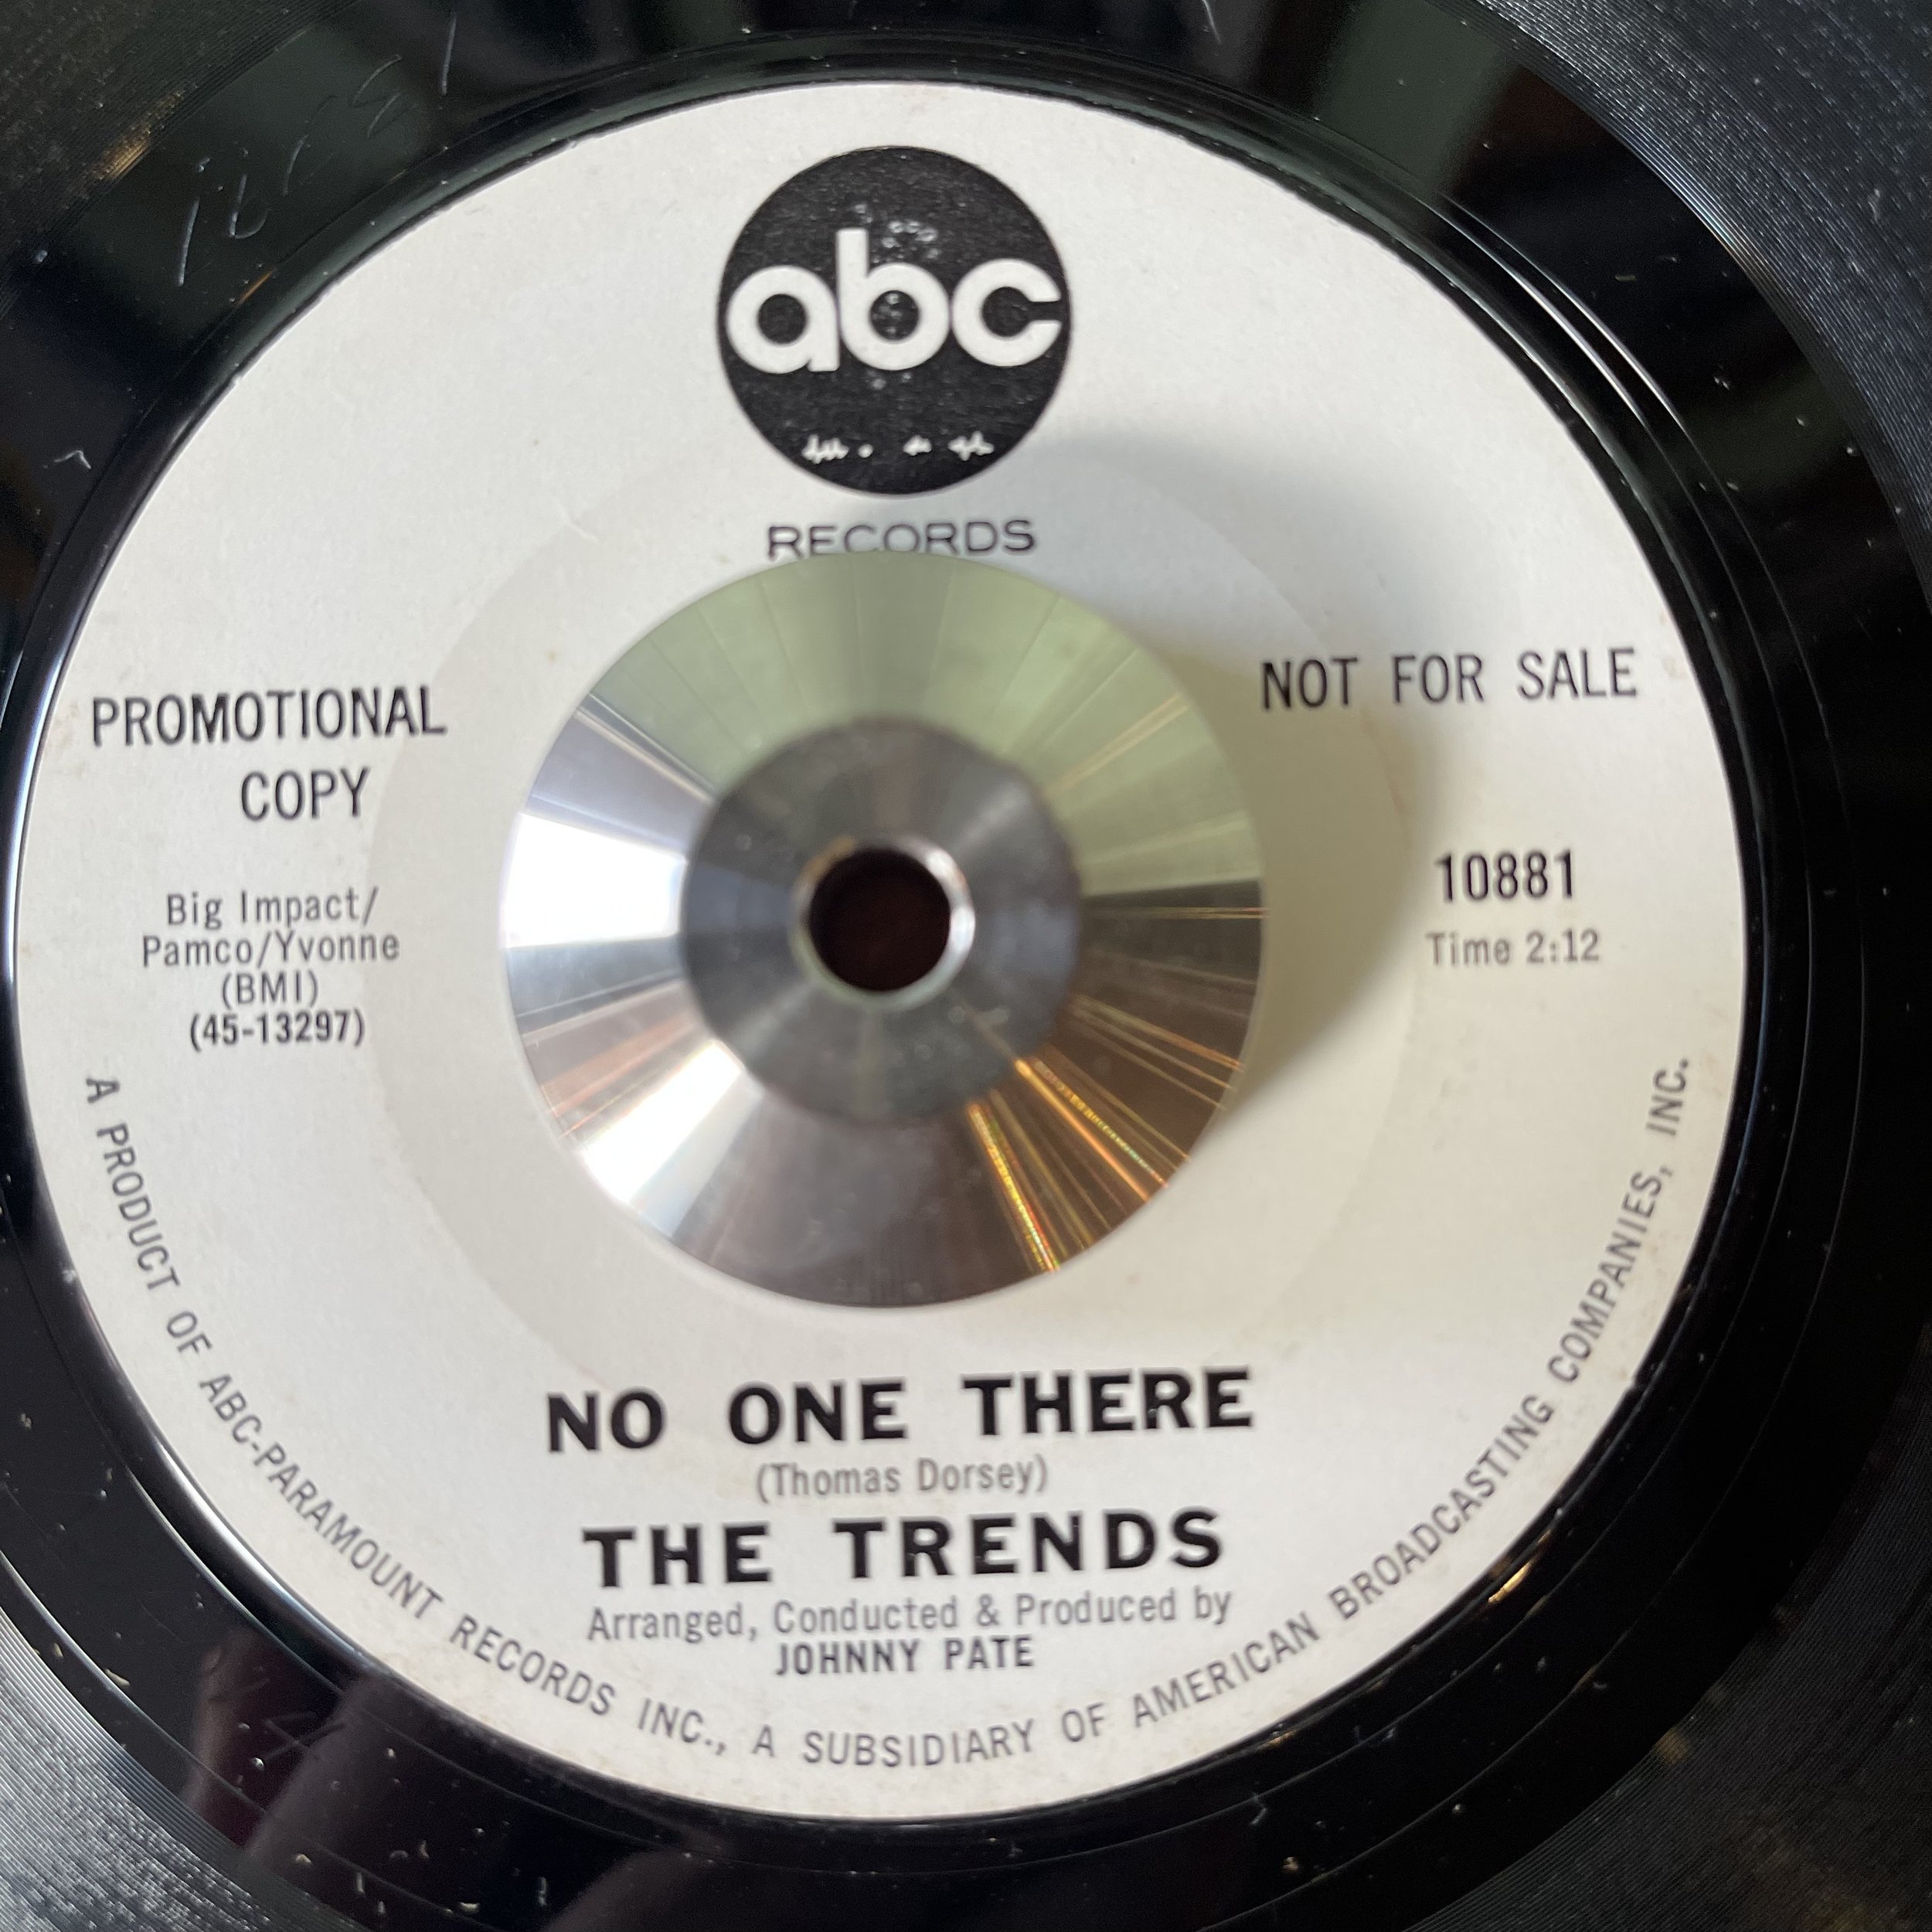 abc
RECORDS
PROMOTIONAL
COPY
NOT FOR SALE
Big Impact/
Pamco/Yvonne
(BMI)
(45-13297)
10881
Time 2:12
NO ONE THERE
(Thomas Dorsey)
THE TRENDS
Arranged, Conducted & Produced by
JOHNNY PATE
A PRODUCT OF ABC-PARAMOUNT RECORDS INC., A SUBSIDIARY OF AMERICAN BROADCASTING COMPANIES, INC.